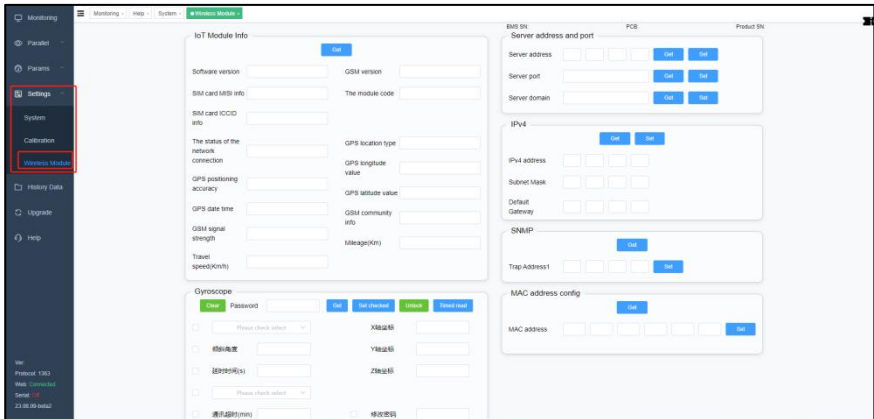 Monitoring
Parallel
Params
Settings
System
Calibration
Wireless Module
History Data
Upgrade
Help
Ver:
Protocol: 1363
Web: Connected
Serial: Off
23.08.09-beta2
Monitoring
Help
System
Wireless Module
BMS SN:
PCB:
Product SN
IoT Module Info
Get
Software version
GSM version
SIM card MISI info
The module code
SIM card ICCID info
The status of the network connection
GPS location type
GPS longitude value
GPS positioning accuracy
GPS latitude value
GPS date time
GSM community info
GSM signal strength
Mileage(Km)
Travel speed(Km/h)
Gyroscope
Clear Password Get Set checked Unlock Timed read
Please check select
X轴坐标
倾斜角度
Y轴坐标
延时时间(s)
Z轴坐标
Please check select
通讯超时(min)
修改密码
Server address and port
Server address Get Set
Server port Get Set
Server domain Get Set
IPv4
Get Set
IPv4 address
Subnet Mask
Default Gateway
SNMP
Get
Trap Address1 Set
MAC address config
Get
MAC address Set